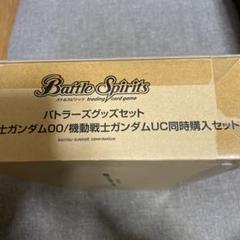 Battle Spirits
バトルスピリッツ trading card game
バトラーズグッズセット
士ガンダム00/機動戦士ガンダムUC同時購入セット